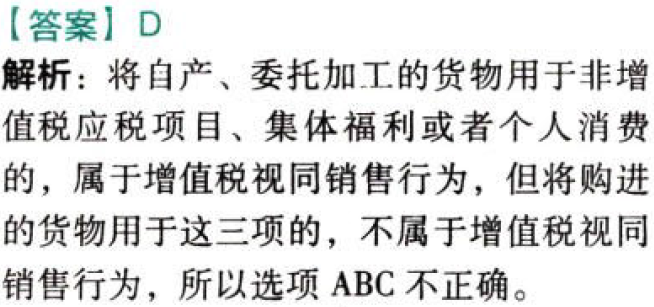 【答案】D
解析：将自产、委托加工的货物用于非增
值税应税项目、集体福利或者个人消费
的，属于增值税视同销售行为，但将购进
的货物用于这三项的，不属于增值税视同
销售行为，所以选项 ABC 不正确。